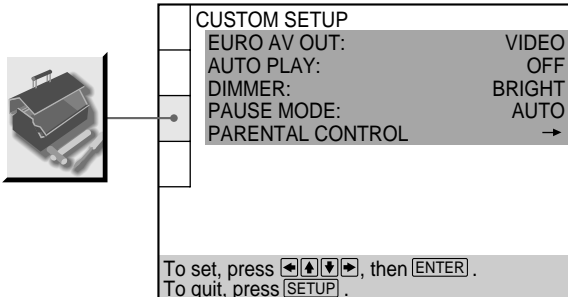 CUSTOM SETUP
EURO AV OUT: VIDEO
AUTO PLAY: OFF
DIMMER: BRIGHT
PAUSE MODE: AUTO
PARENTAL CONTROL →
To set, press ←↑↓→, then ENTER.
To quit, press SETUP.